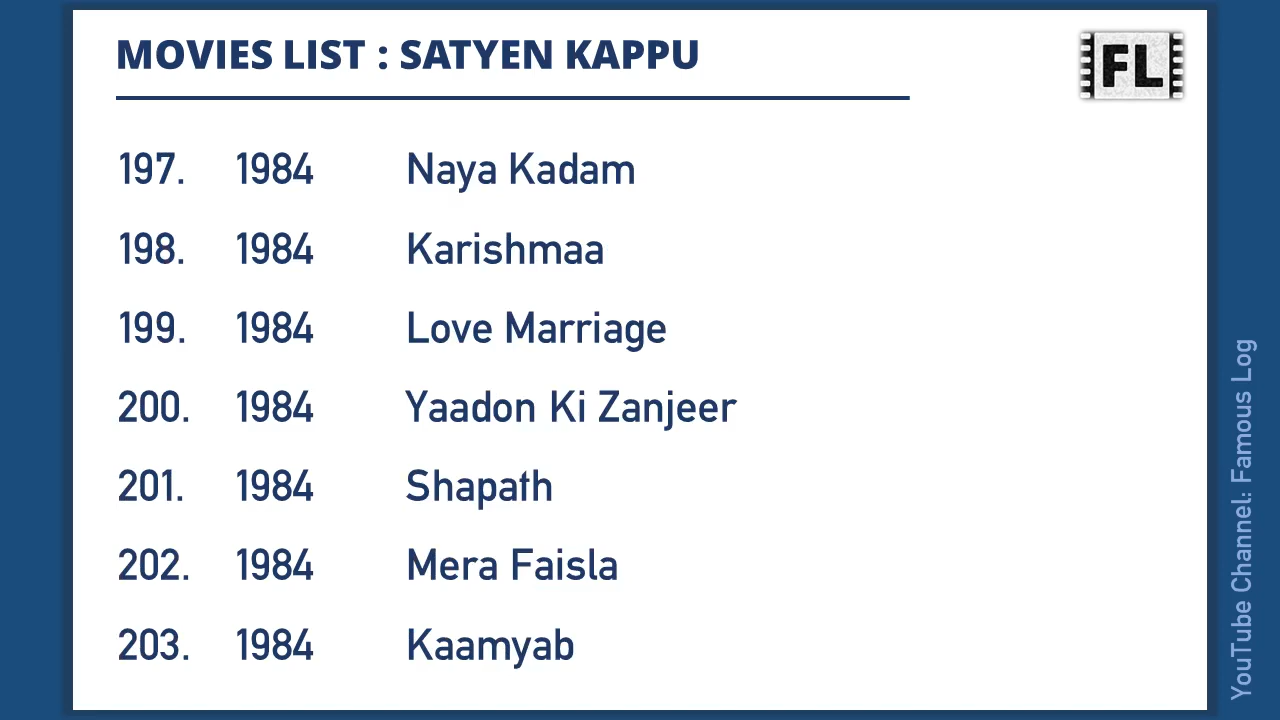 MOVIES LIST : SATYEN KAPPU
FL
197. 1984 Naya Kadam
198. 1984 Karishmaa
199. 1984 Love Marriage
200. 1984 Yaadon Ki Zanjeer
201. 1984 Shapath
202. 1984 Mera Faisla
203. 1984 Kaamyab
YouTube Channel: Famous Log